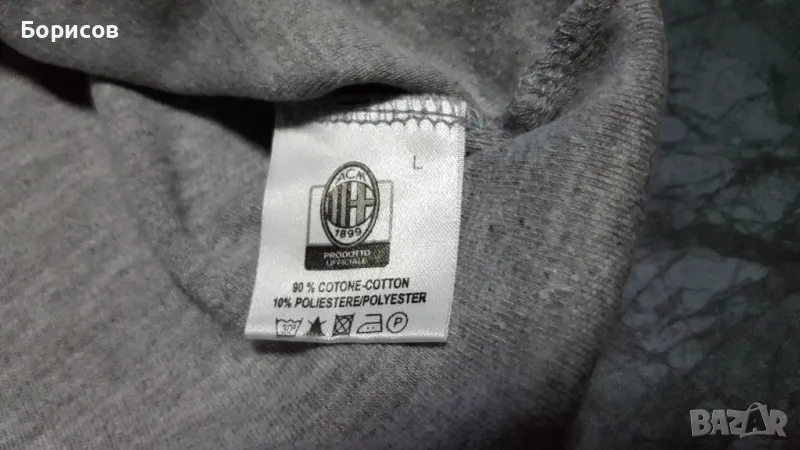 Борисов
L
ACM
1899
PRODOTTO
UFFICIALE
90 % COTONE-COTTON
10% POLIESTERE/POLYESTER
30° P
BAZAR